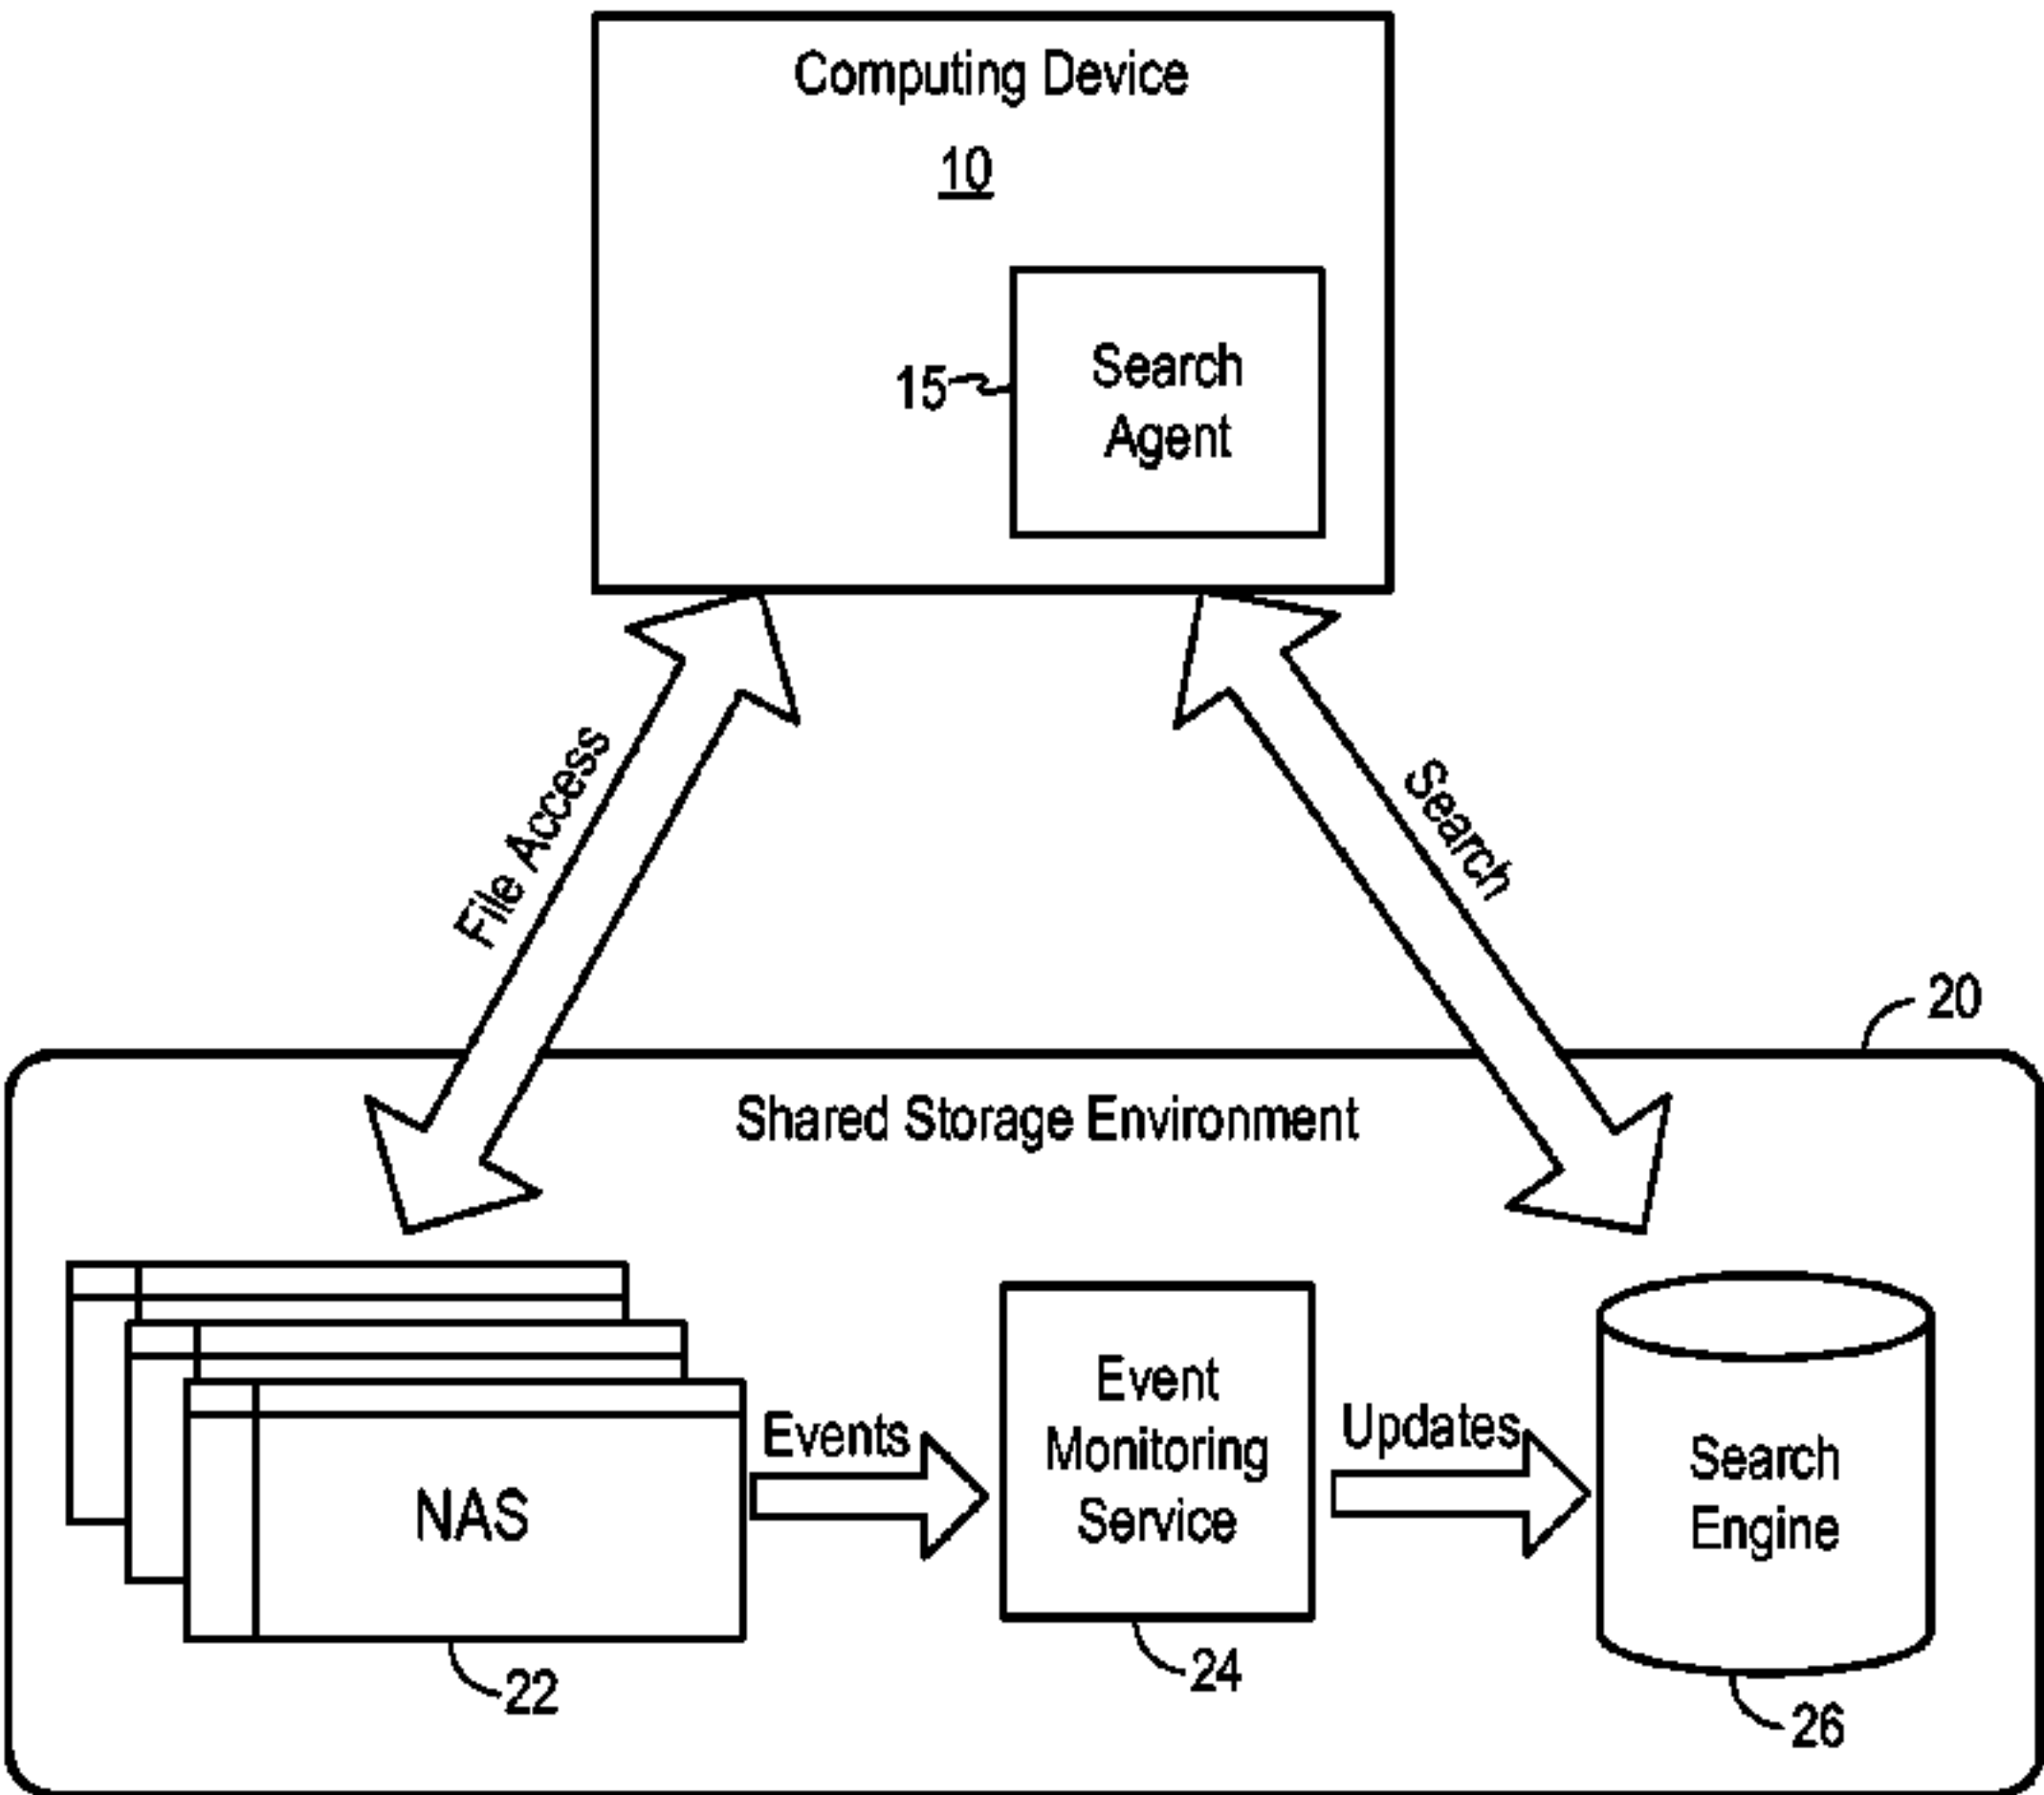 Computing Device
10
15
Search
Agent
File Access
Search
20
Shared Storage Environment
NAS
Events
Event
Monitoring
Service
Updates
Search
Engine
22
24
26